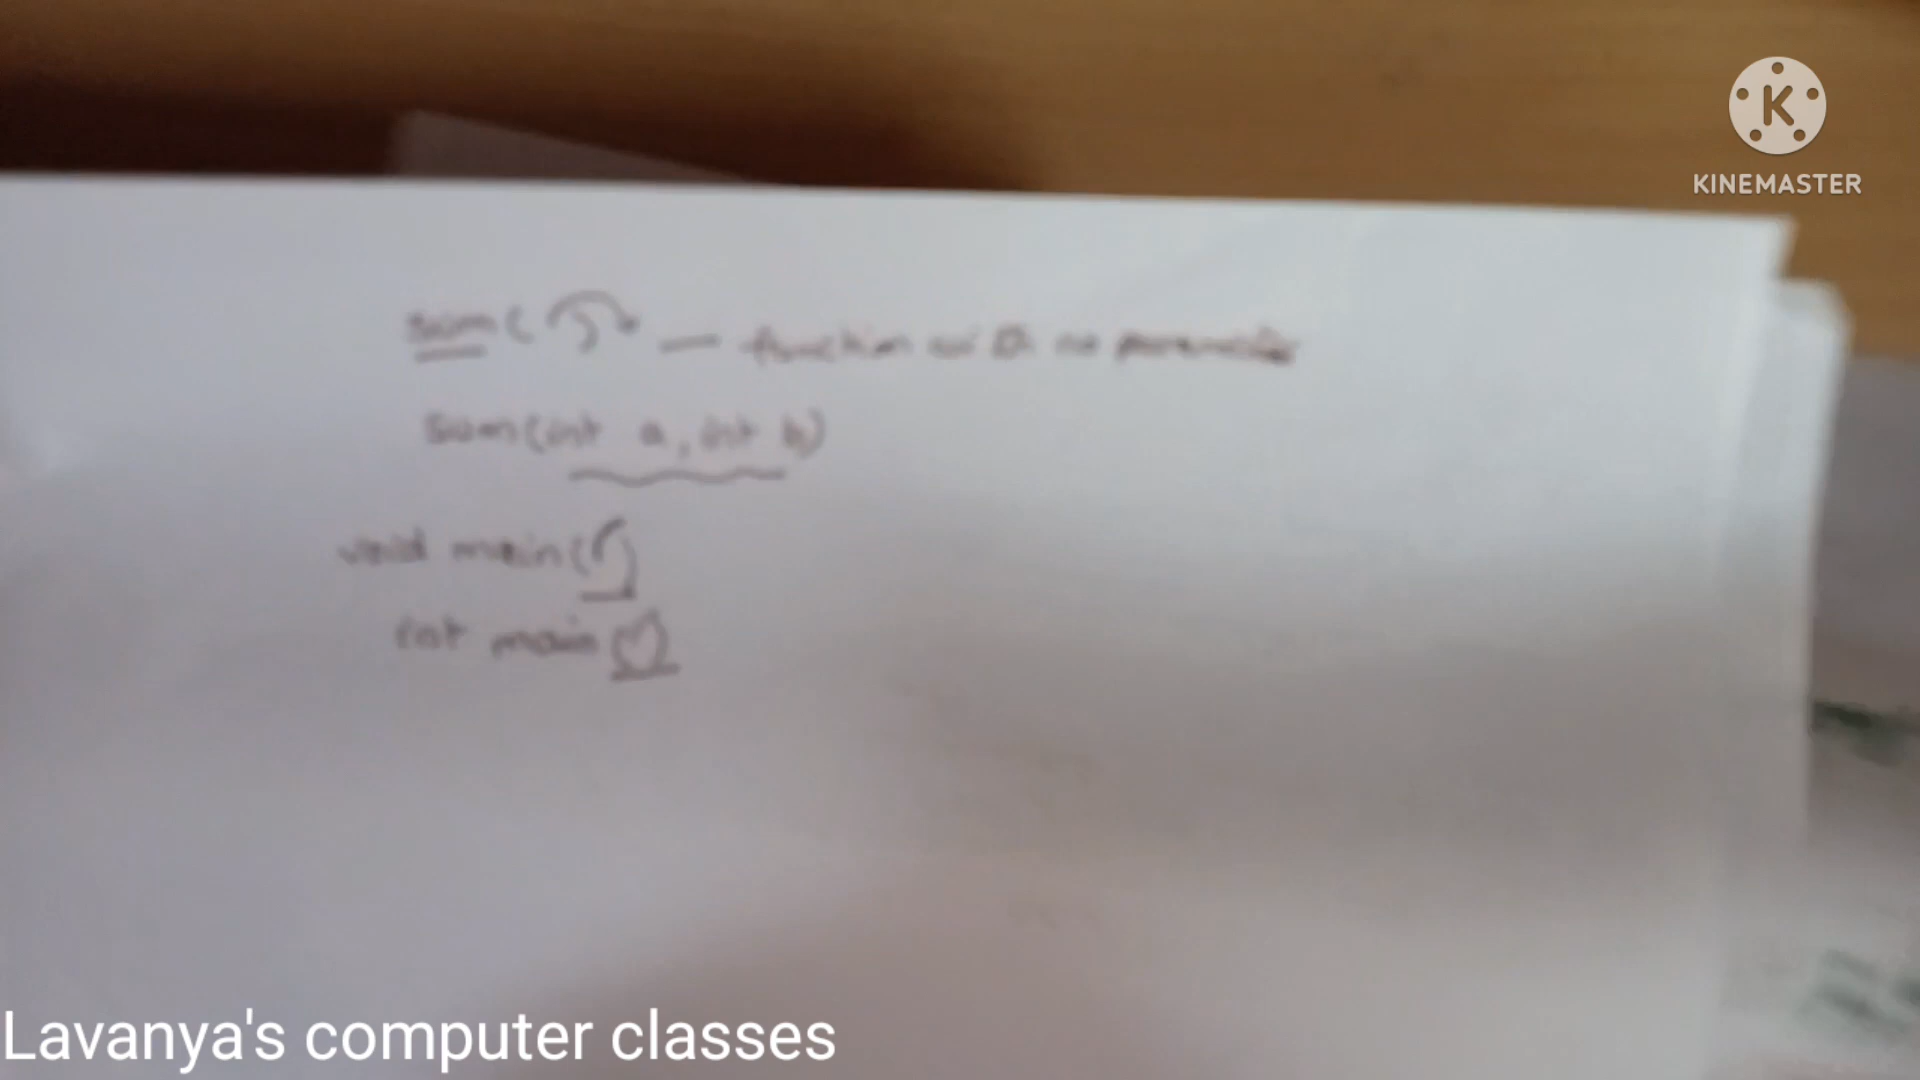 KINEMASTER
sum() — function with no parameter
sum(int a, int b)
void main()
int main()
Lavanya's computer classes